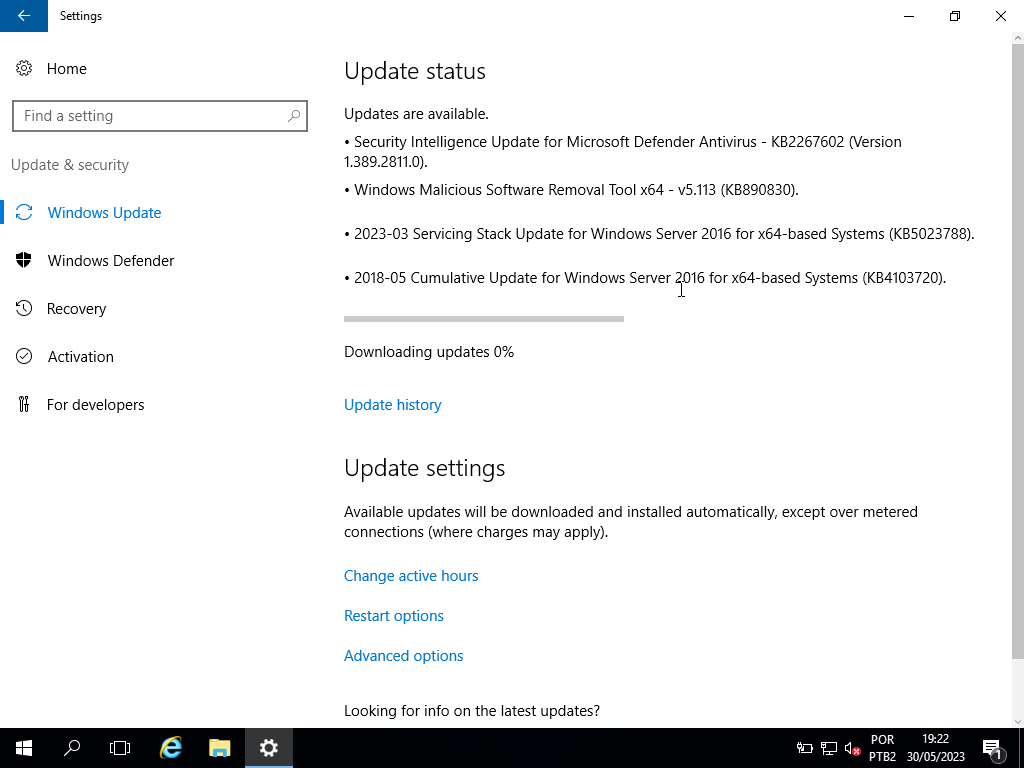 Settings
Home
Find a setting
Update & security
Windows Update
Windows Defender
Recovery
Activation
For developers
Update status
Updates are available.
• Security Intelligence Update for Microsoft Defender Antivirus - KB2267602 (Version
1.389.2811.0).
• Windows Malicious Software Removal Tool x64 - v5.113 (KB890830).
• 2023-03 Servicing Stack Update for Windows Server 2016 for x64-based Systems (KB5023788).
• 2018-05 Cumulative Update for Windows Server 2016 for x64-based Systems (KB4103720).
Downloading updates 0%
Update history
Update settings
Available updates will be downloaded and installed automatically, except over metered
connections (where charges may apply).
Change active hours
Restart options
Advanced options
Looking for info on the latest updates?
POR
PTB2
19:22
30/05/2023
1